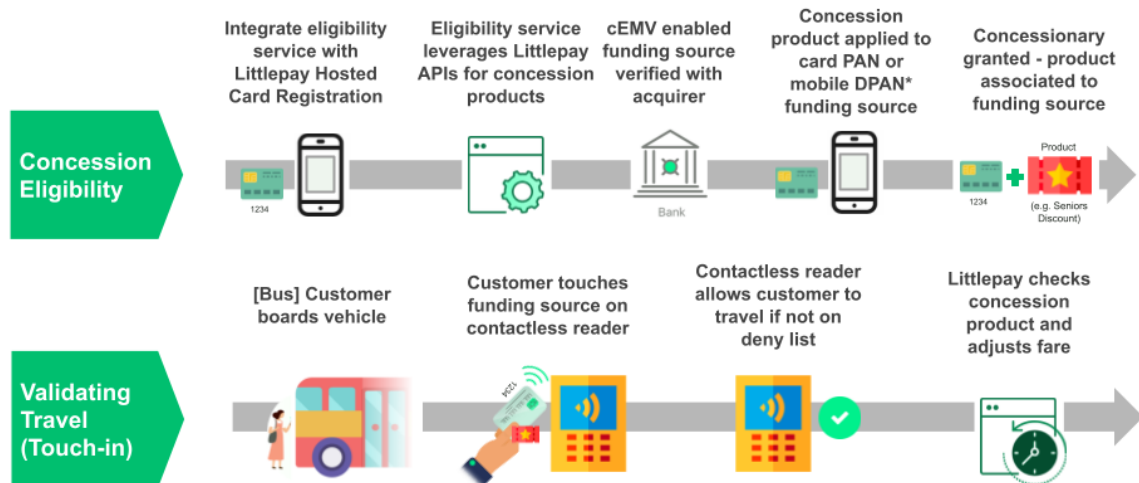 Integrate eligibility
service with
Littlepay Hosted
Card Registration
Eligibility service
leverages Littlepay
APIs for concession
products
cEMV enabled
funding source
verified with
acquirer
Concession
product applied to
card PAN or
mobile DPAN*
funding source
Concessionary
granted - product
associated to
funding source
Concession
Eligibility
1234
Bank
1234
Product
(e.g. Seniors
Discount)
[Bus] Customer
boards vehicle
Customer touches
funding source on
contactless reader
Contactless reader
allows customer to
travel if not on
deny list
Littlepay checks
concession
product and
adjusts fare
Validating
Travel
(Touch-in)
1234